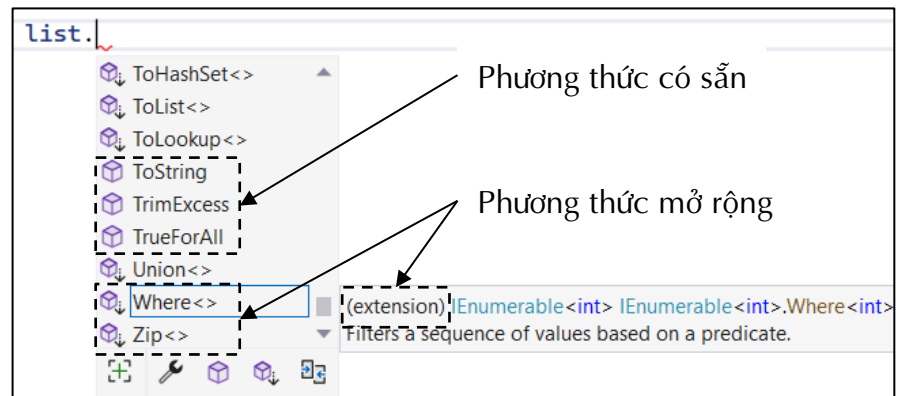 list.
ToHashSet<>
ToList<>
ToLookup<>
ToString
TrimExcess
TrueForAll
Union<>
Where<>
Zip<>
Phương thức có sẵn
Phương thức mở rộng
(extension) IEnumerable<int> IEnumerable<int>.Where<int>
Filters a sequence of values based on a predicate.